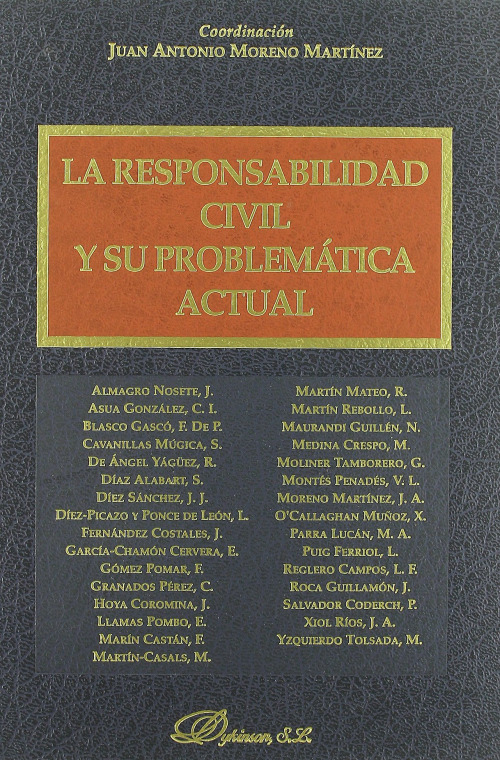 Coordinación
JUAN ANTONIO MORENO MARTÍNEZ
LA RESPONSABILIDAD
CIVIL
Y SU PROBLEMÁTICA
ACTUAL
ALMAGRO NOSETE, J.
ASUA GONZÁLEZ, C. I.
BLASCO GASCÓ, F. DE P.
CAVANILLAS MÚGICA, S.
DE ÁNGEL YÁGÜEZ, R.
DÍAZ ALABART, S.
DÍEZ SÁNCHEZ, J. J.
DÍEZ-PICAZO Y PONCE DE LEÓN, L.
FERNÁNDEZ COSTALES, J.
GARCÍA-CHAMÓN CERVERA, E.
GÓMEZ POMAR, F.
GRANADOS PÉREZ, C.
HOYA COROMINA, J.
LLAMAS POMBO, E.
MARÍN CASTÁN, F.
MARTÍN-CASALS, M.
MARTÍN MATEO, R.
MARTÍN REBOLLO, L.
MAURANDI GUILLÉN, N.
MEDINA CRESPO, M.
MOLINER TAMBORERO, G.
MONTÉS PENADÉS, V. L.
MORENO MARTÍNEZ, J. A.
O'CALLAGHAN MUÑOZ, X.
PARRA LUCÁN, M. A.
PUIG FERRIOL, L.
REGLERO CAMPOS, L. F.
ROCA GUILLAMÓN, J.
SALVADOR CODERCH, P.
XIOL RÍOS, J. A.
YZQUIERDO TOLSADA, M.
Dykinson, S.L.